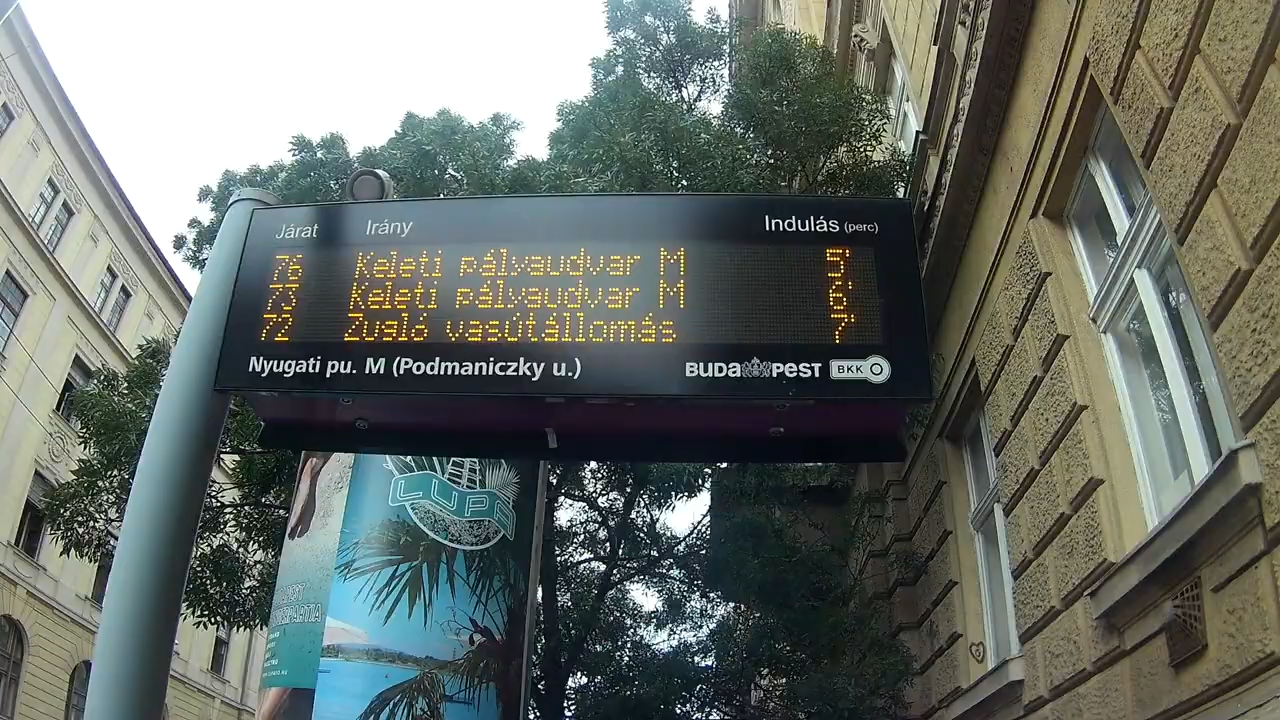 Járat Irány Indulás (perc)
76 Keleti pályaudvar M 5'
73 Keleti pályaudvar M 6'
72 Zugló vasútállomás 7'
Nyugati pu. M (Podmaniczky u.) BUDAPEST BKK
LUPA